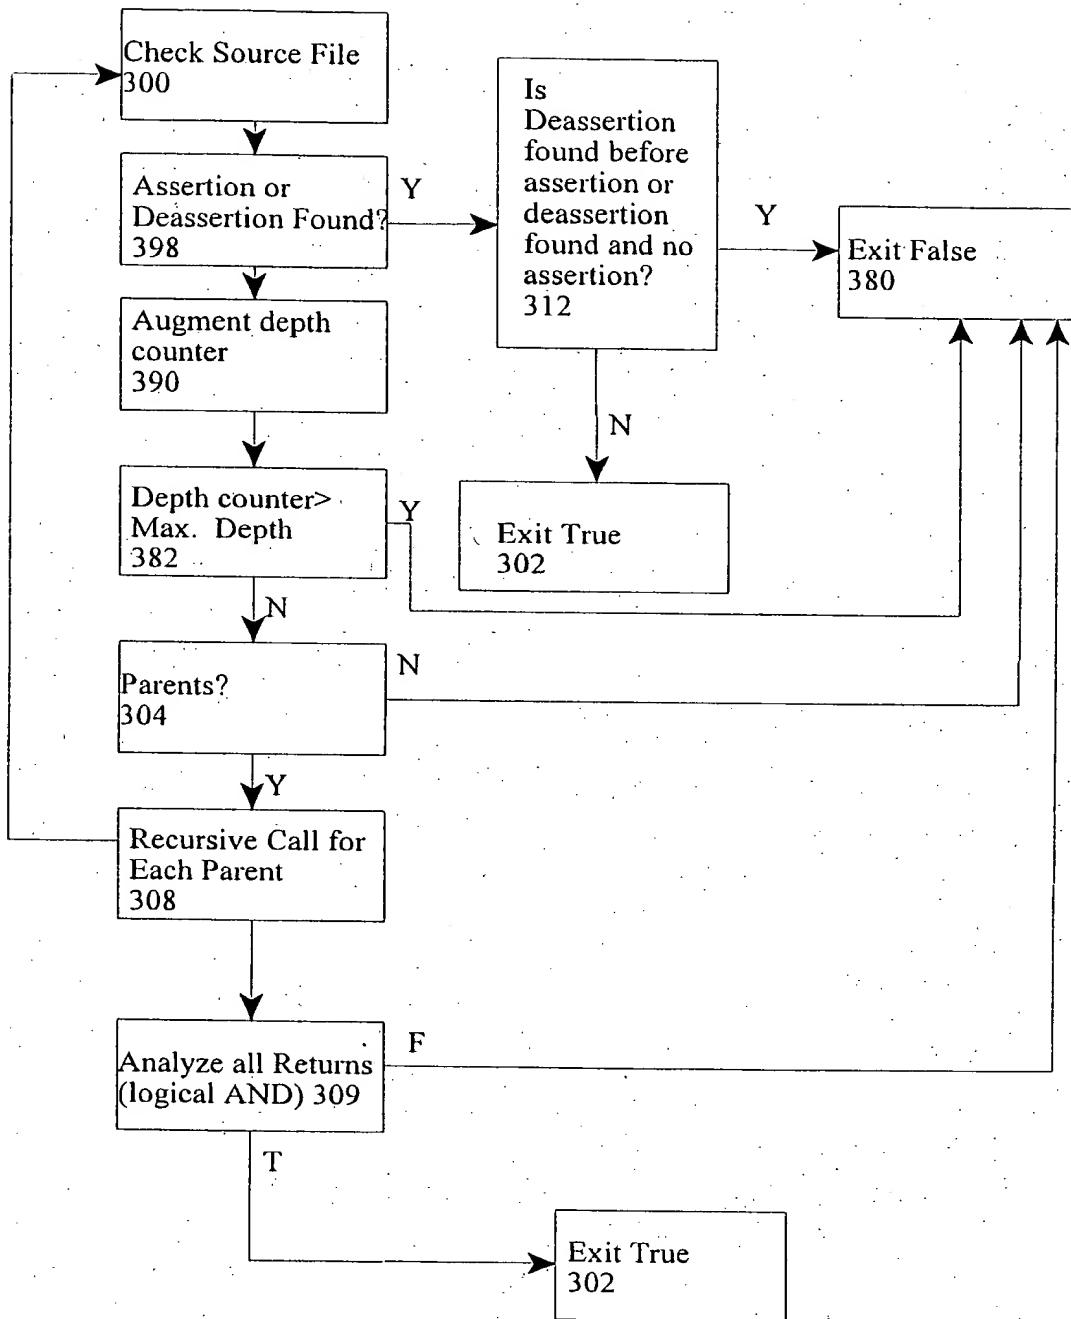 Check Source File
300
Assertion or
Deassertion Found?
398
Y
Is
Deassertion
found before
assertion or
deassertion
found and no
assertion?
312
Y
Exit False
380
Augment depth
counter
390
N
Depth counter>
Max. Depth
382
Y
Exit True
302
N
Parents?
304
N
Y
Recursive Call for
Each Parent
308
Analyze all Returns
(logical AND) 309
F
T
Exit True
302